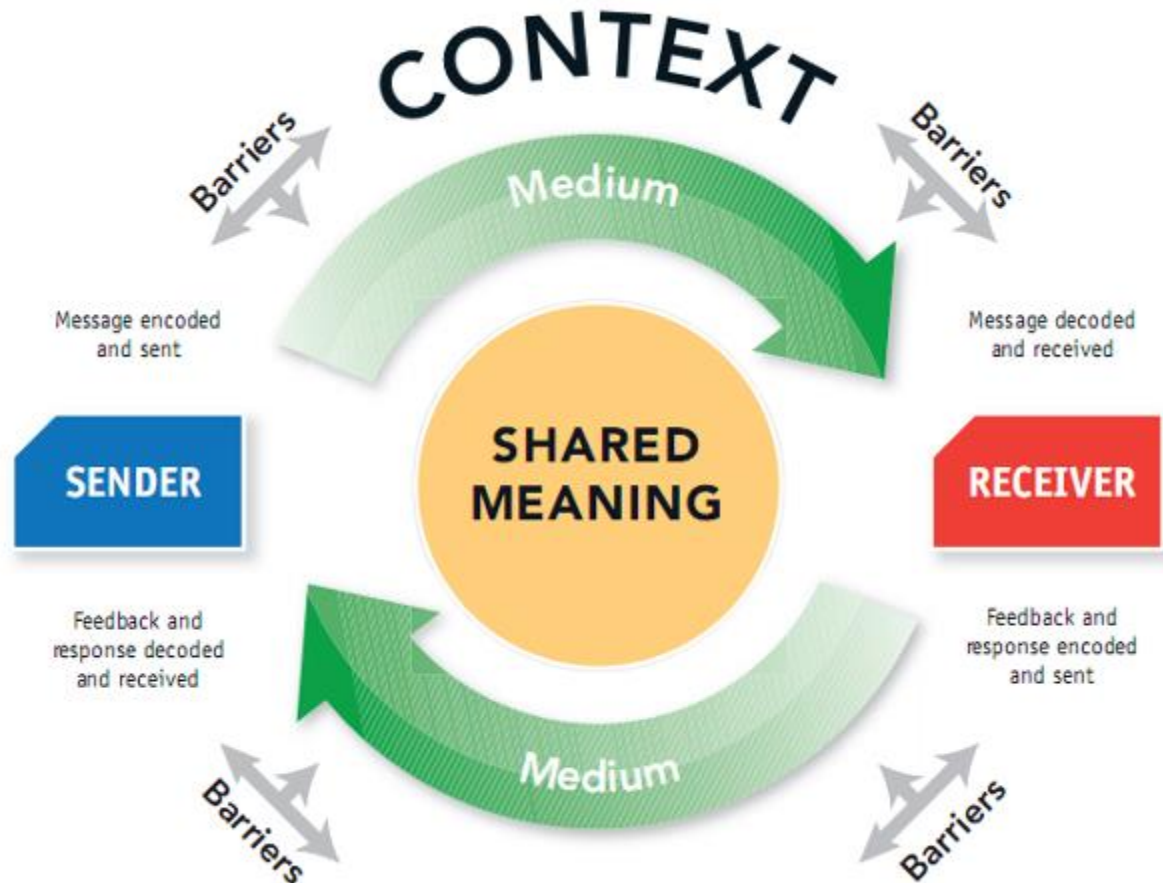 CONTEXT
Barriers
Barriers
Medium
Message encoded
and sent
Message decoded
and received
SENDER
SHARED
MEANING
RECEIVER
Feedback and
response decoded
and received
Feedback and
response encoded
and sent
Medium
Barriers
Barriers